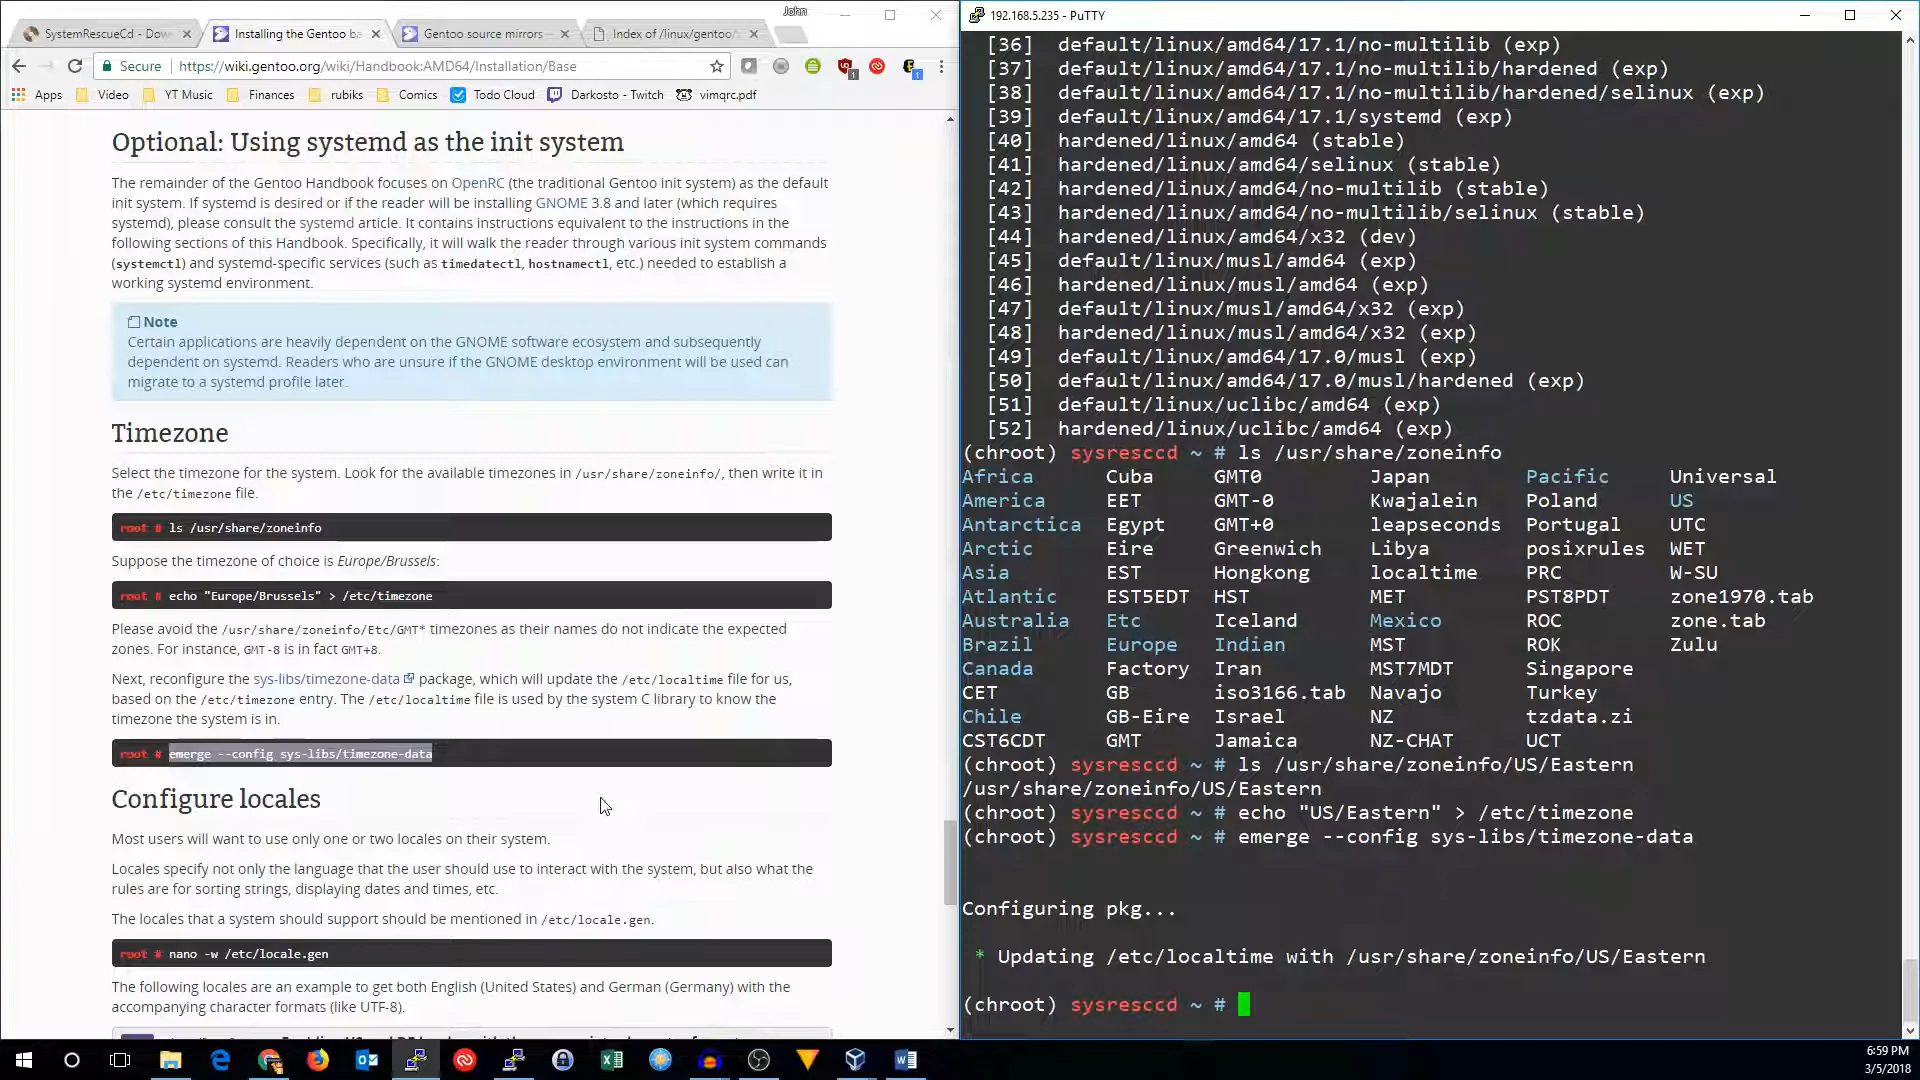 SystemRescueCd - Dow
Installing the Gentoo ba
Gentoo source mirrors
Index of /linux/gentoo/
John
Secure
https://wiki.gentoo.org/wiki/Handbook:AMD64/Installation/Base
Apps
Video
YT Music
Finances
rubiks
Comics
Todo Cloud
Darkosto - Twitch
vimqrc.pdf
Optional: Using systemd as the init system
The remainder of the Gentoo Handbook focuses on OpenRC (the traditional Gentoo init system) as the default
init system. If systemd is desired or if the reader will be installing GNOME 3.8 and later (which requires
systemd), please consult the systemd article. It contains instructions equivalent to the instructions in the
following sections of this Handbook. Specifically, it will walk the reader through various init system commands
(systemctl) and systemd-specific services (such as timedatectl, hostnamectl, etc.) needed to establish a
working systemd environment.
Note
Certain applications are heavily dependent on the GNOME software ecosystem and subsequently
dependent on systemd. Readers who are unsure if the GNOME desktop environment will be used can
migrate to a systemd profile later.
Timezone
Select the timezone for the system. Look for the available timezones in /usr/share/zoneinfo/, then write it in
the /etc/timezone file.
root # ls /usr/share/zoneinfo
Suppose the timezone of choice is Europe/Brussels:
root # echo "Europe/Brussels" > /etc/timezone
Please avoid the /usr/share/zoneinfo/Etc/GMT* timezones as their names do not indicate the expected
zones. For instance, GMT-8 is in fact GMT+8.
Next, reconfigure the sys-libs/timezone-data package, which will update the /etc/localtime file for us,
based on the /etc/timezone entry. The /etc/localtime file is used by the system C library to know the
timezone the system is in.
root # emerge --config sys-libs/timezone-data
Configure locales
Most users will want to use only one or two locales on their system.
Locales specify not only the language that the user should use to interact with the system, but also what the
rules are for sorting strings, displaying dates and times, etc.
The locales that a system should support should be mentioned in /etc/locale.gen.
root # nano -w /etc/locale.gen
The following locales are an example to get both English (United States) and German (Germany) with the
accompanying character formats (like UTF-8).
192.168.5.235 - PuTTY
[36] default/linux/amd64/17.1/no-multilib (exp)
[37] default/linux/amd64/17.1/no-multilib/hardened (exp)
[38] default/linux/amd64/17.1/no-multilib/hardened/selinux (exp)
[39] default/linux/amd64/17.1/systemd (exp)
[40] hardened/linux/amd64 (stable)
[41] hardened/linux/amd64/selinux (stable)
[42] hardened/linux/amd64/no-multilib (stable)
[43] hardened/linux/amd64/no-multilib/selinux (stable)
[44] hardened/linux/amd64/x32 (dev)
[45] default/linux/musl/amd64 (exp)
[46] hardened/linux/musl/amd64 (exp)
[47] default/linux/musl/amd64/x32 (exp)
[48] hardened/linux/musl/amd64/x32 (exp)
[49] default/linux/amd64/17.0/musl (exp)
[50] default/linux/amd64/17.0/musl/hardened (exp)
[51] default/linux/uclibc/amd64 (exp)
[52] hardened/linux/uclibc/amd64 (exp)
(chroot) sysresccd ~ # ls /usr/share/zoneinfo
Africa Cuba GMT0 Japan Pacific Universal
America EET GMT-0 Kwajalein Poland US
Antarctica Egypt GMT+0 leapseconds Portugal UTC
Arctic Eire Greenwich Libya posixrules WET
Asia EST Hongkong localtime PRC W-SU
Atlantic EST5EDT HST MET PST8PDT zone1970.tab
Australia Etc Iceland Mexico ROC zone.tab
Brazil Europe Indian MST ROK Zulu
Canada Factory Iran MST7MDT Singapore
CET GB iso3166.tab Navajo Turkey
Chile GB-Eire Israel NZ tzdata.zi
CST6CDT GMT Jamaica NZ-CHAT UCT
(chroot) sysresccd ~ # ls /usr/share/zoneinfo/US/Eastern
/usr/share/zoneinfo/US/Eastern
(chroot) sysresccd ~ # echo "US/Eastern" > /etc/timezone
(chroot) sysresccd ~ # emerge --config sys-libs/timezone-data
Configuring pkg...
* Updating /etc/localtime with /usr/share/zoneinfo/US/Eastern
(chroot) sysresccd ~ #
6:59 PM
3/5/2018